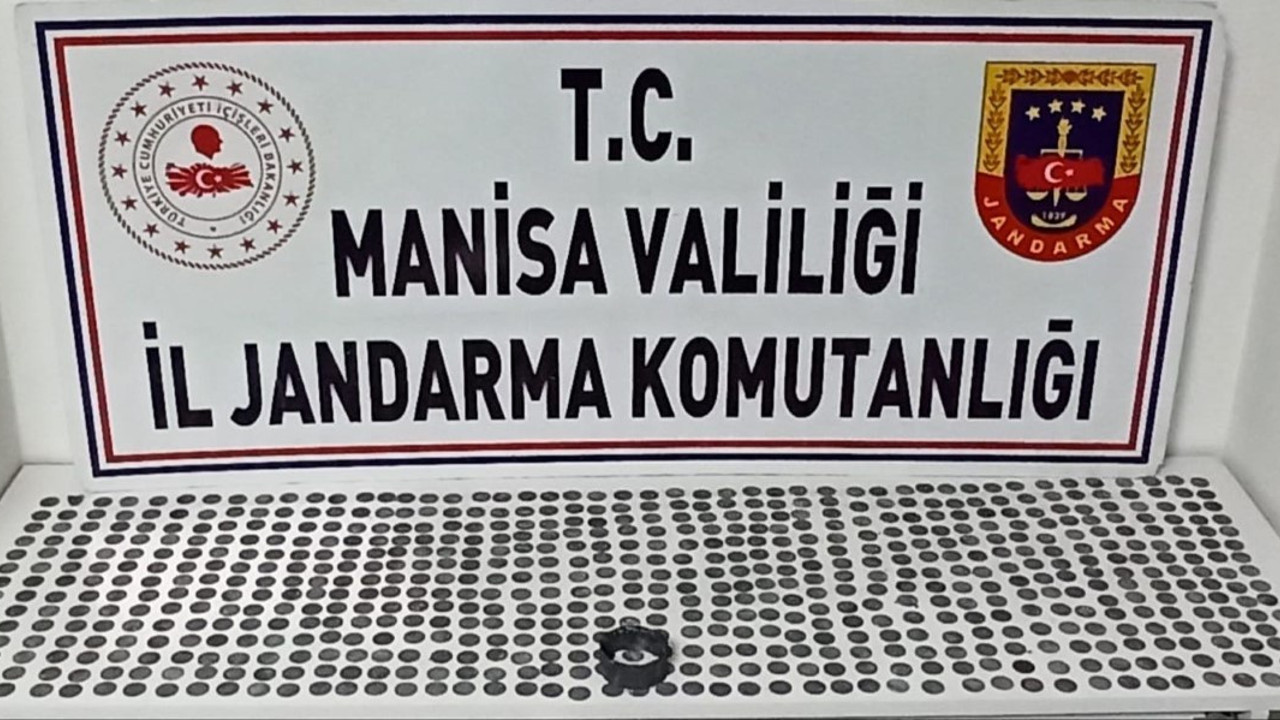 T.C.
MANİSA VALİLİĞİ
İL JANDARMA KOMUTANLIĞI
TÜRKİYE CUMHURİYETİ İÇİŞLERİ BAKANLIĞI
1839
JANDARMA